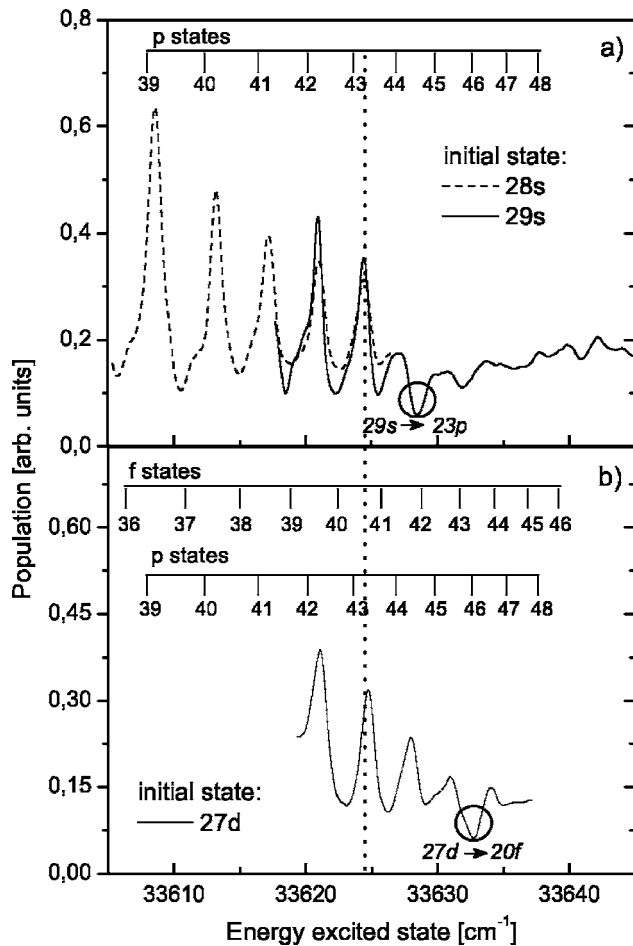 0,8
a)
p states
39 40 41 42 43 44 45 46 47 48
initial state:
28s
29s
0,6
0,4
0,2
0,0
29s → 23p
Population [arb. units]
b)
f states
36 37 38 39 40 41 42 43 44 45 46
0,60
p states
39 40 41 42 43 44 45 46 47 48
0,45
0,30
0,15
0,00
initial state:
27d
27d → 20f
33610 33620 33630 33640
Energy excited state [cm⁻¹]